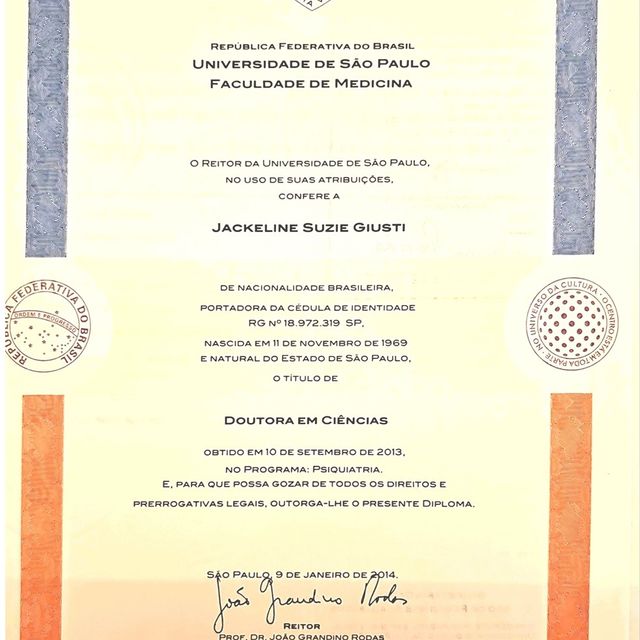 República Federativa do Brasil
Universidade de São Paulo
Faculdade de Medicina
O Reitor da Universidade de São Paulo,
no uso de suas atribuições,
confere a
Jackeline Suzie Giusti
de nacionalidade brasileira,
portadora da cédula de identidade
RG nº 18.972.319 SP,
nascida em 11 de novembro de 1969
e natural do Estado de São Paulo,
o título de
Doutora em Ciências
obtido em 10 de setembro de 2013,
no Programa: Psiquiatria.
E, para que possa gozar de todos os direitos e
prerrogativas legais, outorga-lhe o presente Diploma.
República Federativa do Brasil
Ordem e Progresso
No Universo da Cultura · o centro está em toda parte ·
São Paulo, 9 de janeiro de 2014.
João Grandino Rodas
Reitor
Prof. Dr. João Grandino Rodas